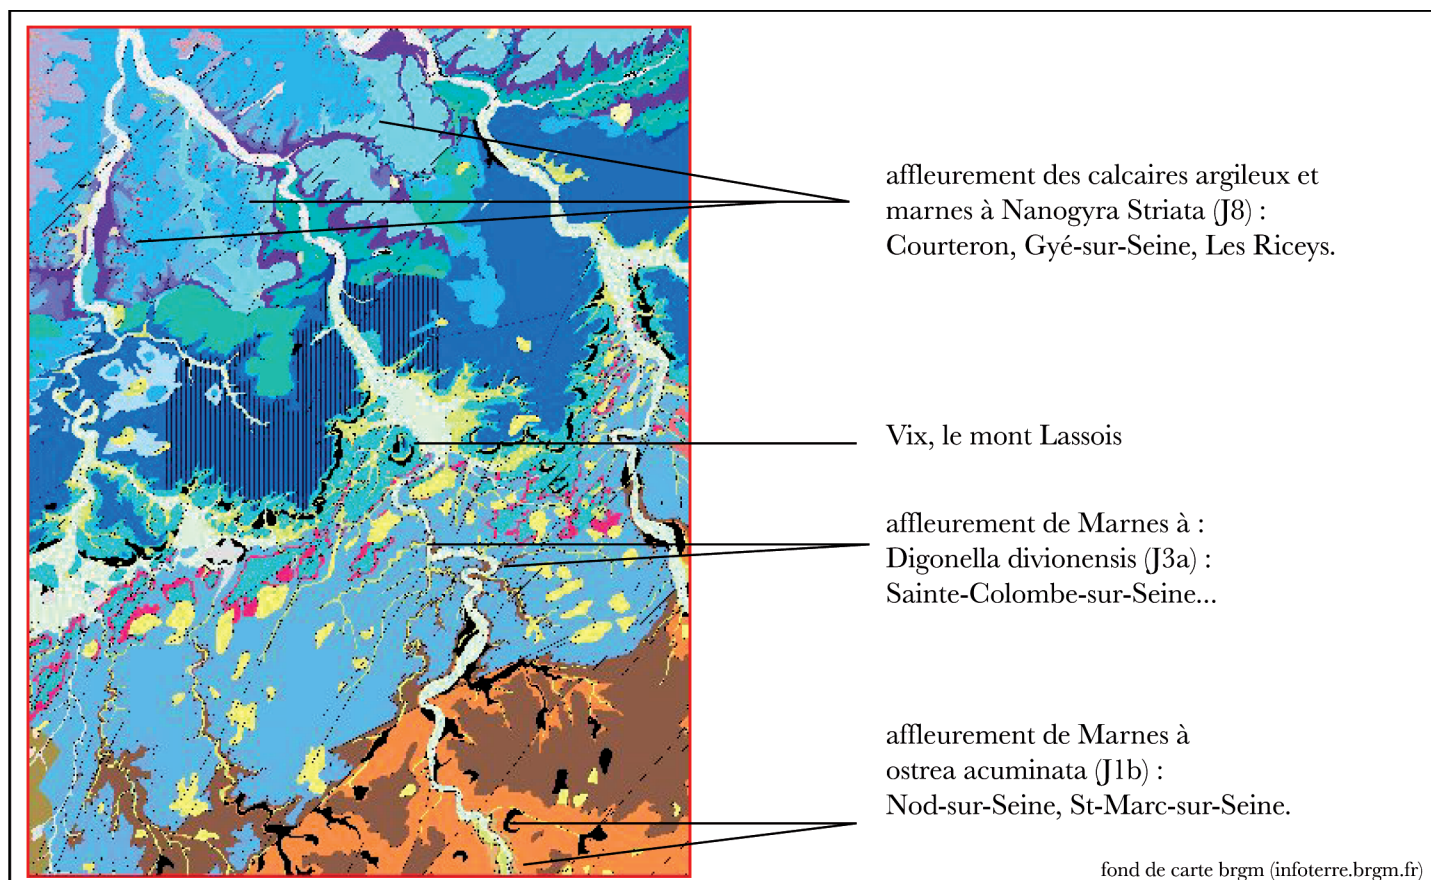 affleurement des calcaires argileux et
marnes à Nanogyra Striata (J8) :
Courteron, Gyé-sur-Seine, Les Riceys.
Vix, le mont Lassois
affleurement de Marnes à :
Digonella divionensis (J3a) :
Sainte-Colombe-sur-Seine...
affleurement de Marnes à
ostrea acuminata (J1b) :
Nod-sur-Seine, St-Marc-sur-Seine.
fond de carte brgm (infoterre.brgm.fr)